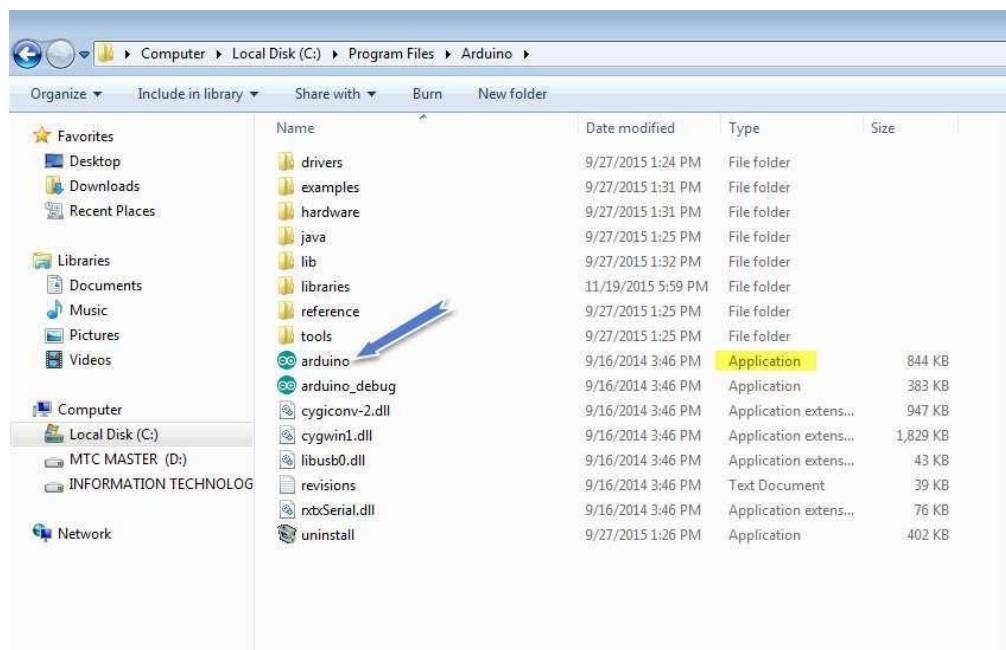 Computer Local Disk (C:) Program Files Arduino
Organize Include in library Share with Burn New folder
Favorites
Desktop
Downloads
Recent Places
Libraries
Documents
Music
Pictures
Videos
Computer
Local Disk (C:)
MTC MASTER (D:)
INFORMATION TECHNOLOG
Network
Name Date modified Type Size
drivers 9/27/2015 1:24 PM File folder
examples 9/27/2015 1:31 PM File folder
hardware 9/27/2015 1:31 PM File folder
java 9/27/2015 1:25 PM File folder
lib 9/27/2015 1:32 PM File folder
libraries 11/19/2015 5:59 PM File folder
reference 9/27/2015 1:25 PM File folder
tools 9/27/2015 1:25 PM File folder
arduino 9/16/2014 3:46 PM Application 844 KB
arduino_debug 9/16/2014 3:46 PM Application 383 KB
cygiconv-2.dll 9/16/2014 3:46 PM Application extens... 947 KB
cygwin1.dll 9/16/2014 3:46 PM Application extens... 1,829 KB
libusb0.dll 9/16/2014 3:46 PM Application extens... 43 KB
revisions 9/16/2014 3:46 PM Text Document 39 KB
rxtxSerial.dll 9/16/2014 3:46 PM Application extens... 76 KB
uninstall 9/27/2015 1:26 PM Application 402 KB